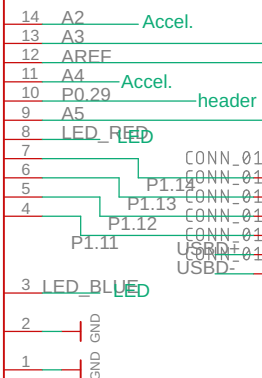 14 A2 Accel.
13 A3
12 AREF
11 A4 Accel.
10 P0.29 header
9 A5
8 LED_RED LED
7 CONN_01
6 P1.14 CONN_01
5 P1.13 CONN_01
4 P1.12 CONN_01
P1.11 CONN_01
USBD+ CONN_01
USBD-
3 LED_BLUE LED
2 GND
1 GND